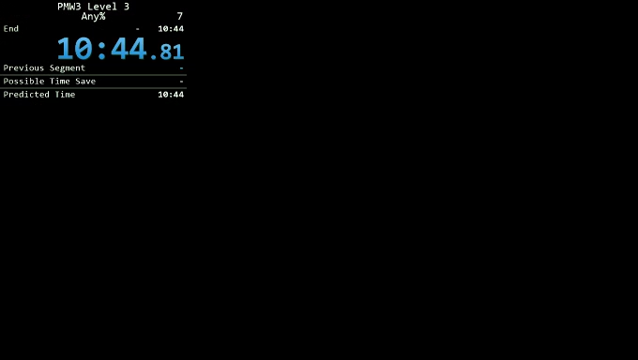 PMW3 Level 3
Any% 7
End - 10:44
10:44.81
Previous Segment -
Possible Time Save -
Predicted Time 10:44